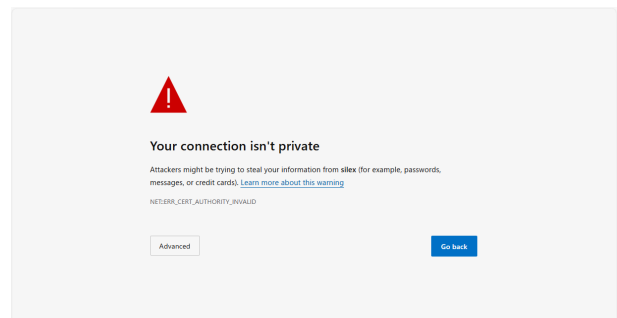 Your connection isn't private
Attackers might be trying to steal your information from silex (for example, passwords,
messages, or credit cards). Learn more about this warning
NET::ERR_CERT_AUTHORITY_INVALID
Advanced
Go back